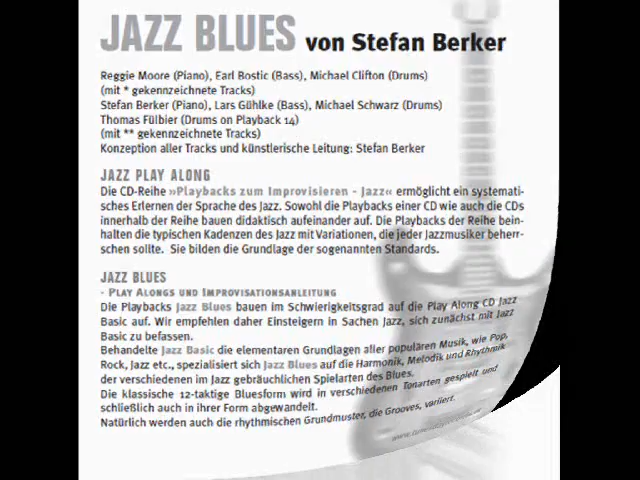 JAZZ BLUES von Stefan Berker
Reggie Moore (Piano), Earl Bostic (Bass), Michael Clifton (Drums)
(mit * gekennzeichnete Tracks)
Stefan Berker (Piano), Lars Gühlke (Bass), Michael Schwarz (Drums)
Thomas Fülbier (Drums on Playback 14)
(mit ** gekennzeichnete Tracks)
Konzeption aller Tracks und künstlerische Leitung: Stefan Berker
JAZZ PLAY ALONG
Die CD-Reihe »Playbacks zum Improvisieren - Jazz« ermöglicht ein systemati-
sches Erlernen der Sprache des Jazz. Sowohl die Playbacks einer CD wie auch die CDs
innerhalb der Reihe bauen didaktisch aufeinander auf. Die Playbacks der Reihe bein-
halten die typischen Kadenzen des Jazz mit Variationen, die jeder Jazzmusiker beherr-
schen sollte. Sie bilden die Grundlage der sogenannten Standards.
JAZZ BLUES
- PLAY ALONGS UND IMPROVISATIONSANLEITUNG
Die Playbacks Jazz Blues bauen im Schwierigkeitsgrad auf die Play Along CD Jazz
Basic auf. Wir empfehlen daher Einsteigern in Sachen Jazz, sich zunächst mit Jazz
Basic zu befassen.
Behandelte Jazz Basic die elementaren Grundlagen aller populären Musik, wie Pop,
Rock, Jazz etc., spezialisiert sich Jazz Blues auf die Harmonik, Melodik und Rhythmik
der verschiedenen im Jazz gebräuchlichen Spielarten des Blues.
Die klassische 12-taktige Bluesform wird in verschiedenen Tonarten gespielt und
schließlich auch in ihrer Form abgewandelt.
Natürlich werden auch die rhythmischen Grundmuster, die Grooves, variiert.